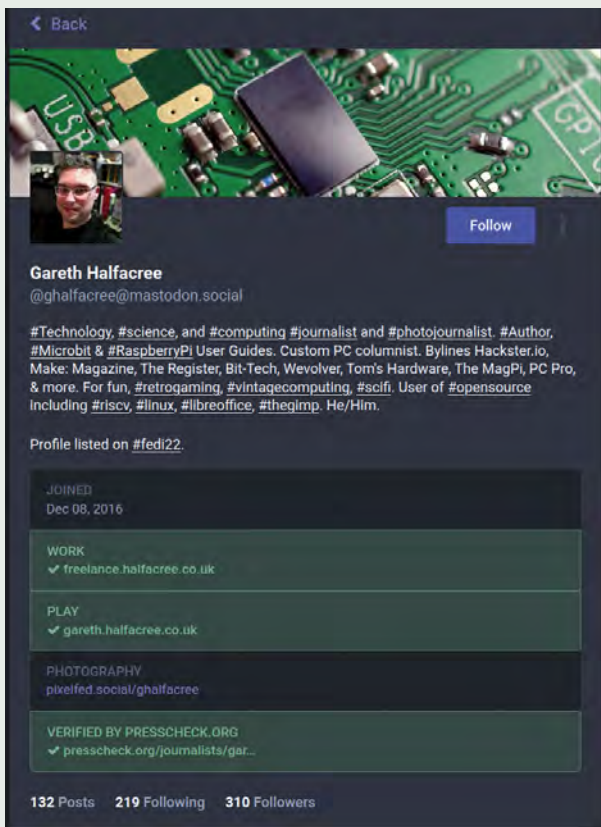 Back
USB
GPIO
Follow
Gareth Halfacree
@ghalfacree@mastodon.social
#Technology, #science, and #computing #journalist and #photojournalist. #Author,
#Microbit & #RaspberryPi User Guides. Custom PC columnist. Bylines Hackster.io,
Make: Magazine, The Register, Bit-Tech, Wevolver, Tom's Hardware, The MagPi, PC Pro,
& more. For fun, #retrogaming, #vintagecomputing, #scifi. User of #opensource
including #riscv, #linux, #libreoffice, #thegimp. He/Him.
Profile listed on #fedi22.
JOINED
Dec 08, 2016
WORK
✔ freelance.halfacree.co.uk
PLAY
✔ gareth.halfacree.co.uk
PHOTOGRAPHY
pixelfed.social/ghalfacree
VERIFIED BY PRESSCHECK.ORG
✔ presscheck.org/journalists/gar...
132 Posts 219 Following 310 Followers